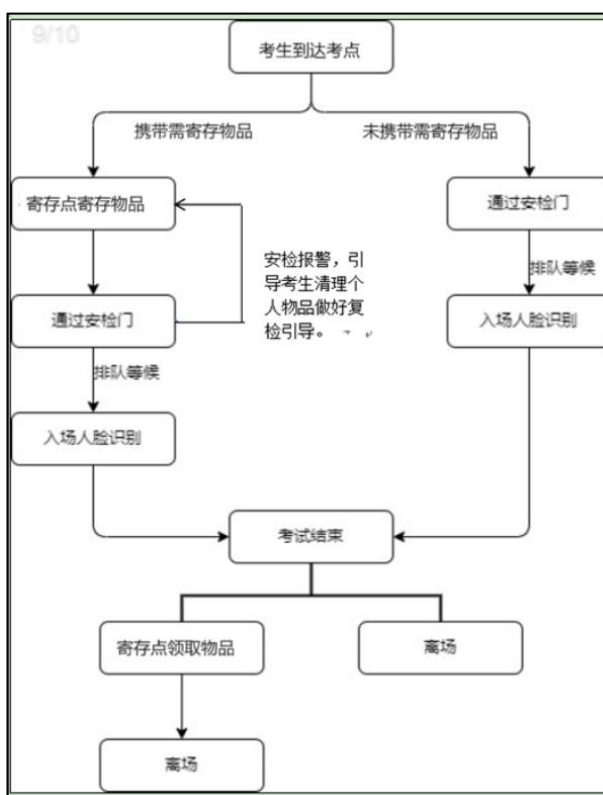 9/10
考生到达考点
携带需寄存物品
未携带需寄存物品
寄存点寄存物品
通过安检门
安检报警，引
导考生清理个
人物品做好复
检引导。
排队等候
通过安检门
入场人脸识别
排队等候
入场人脸识别
考试结束
寄存点领取物品
离场
离场